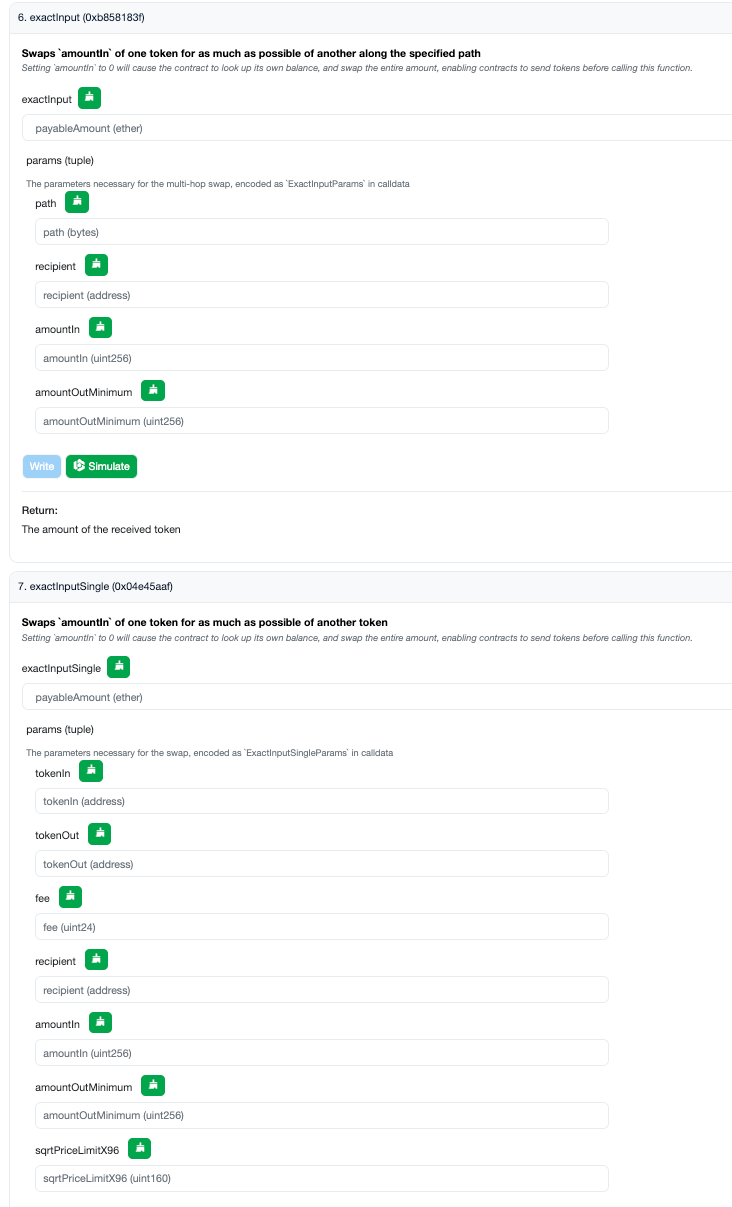 6. exactInput (0xb858183f)
Swaps `amountIn` of one token for as much as possible of another along the specified path
Setting `amountIn` to 0 will cause the contract to look up its own balance, and swap the entire amount, enabling contracts to send tokens before calling this function.
exactInput
payableAmount (ether)
params (tuple)
The parameters necessary for the multi-hop swap, encoded as `ExactInputParams` in calldata
path
path (bytes)
recipient
recipient (address)
amountIn
amountIn (uint256)
amountOutMinimum
amountOutMinimum (uint256)
Write Simulate
Return:
The amount of the received token
7. exactInputSingle (0x04e45aaf)
Swaps `amountIn` of one token for as much as possible of another token
Setting `amountIn` to 0 will cause the contract to look up its own balance, and swap the entire amount, enabling contracts to send tokens before calling this function.
exactInputSingle
payableAmount (ether)
params (tuple)
The parameters necessary for the swap, encoded as `ExactInputSingleParams` in calldata
tokenIn
tokenIn (address)
tokenOut
tokenOut (address)
fee
fee (uint24)
recipient
recipient (address)
amountIn
amountIn (uint256)
amountOutMinimum
amountOutMinimum (uint256)
sqrtPriceLimitX96
sqrtPriceLimitX96 (uint160)